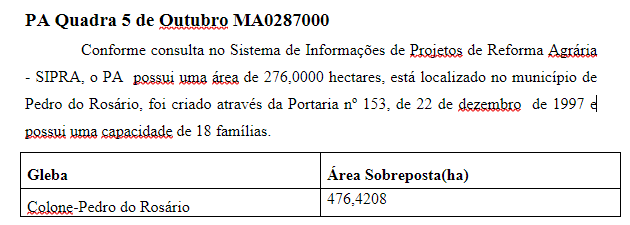 PA Quadra 5 de Outubro MA0287000
Conforme consulta no Sistema de Informações de Projetos de Reforma Agrária
- SIPRA, o PA possui uma área de 276,0000 hectares, está localizado no município de
Pedro do Rosário, foi criado através da Portaria nº 153, de 22 de dezembro de 1997 e
possui uma capacidade de 18 famílias.
Gleba Área Sobreposta(ha)
Colone-Pedro do Rosário 476,4208